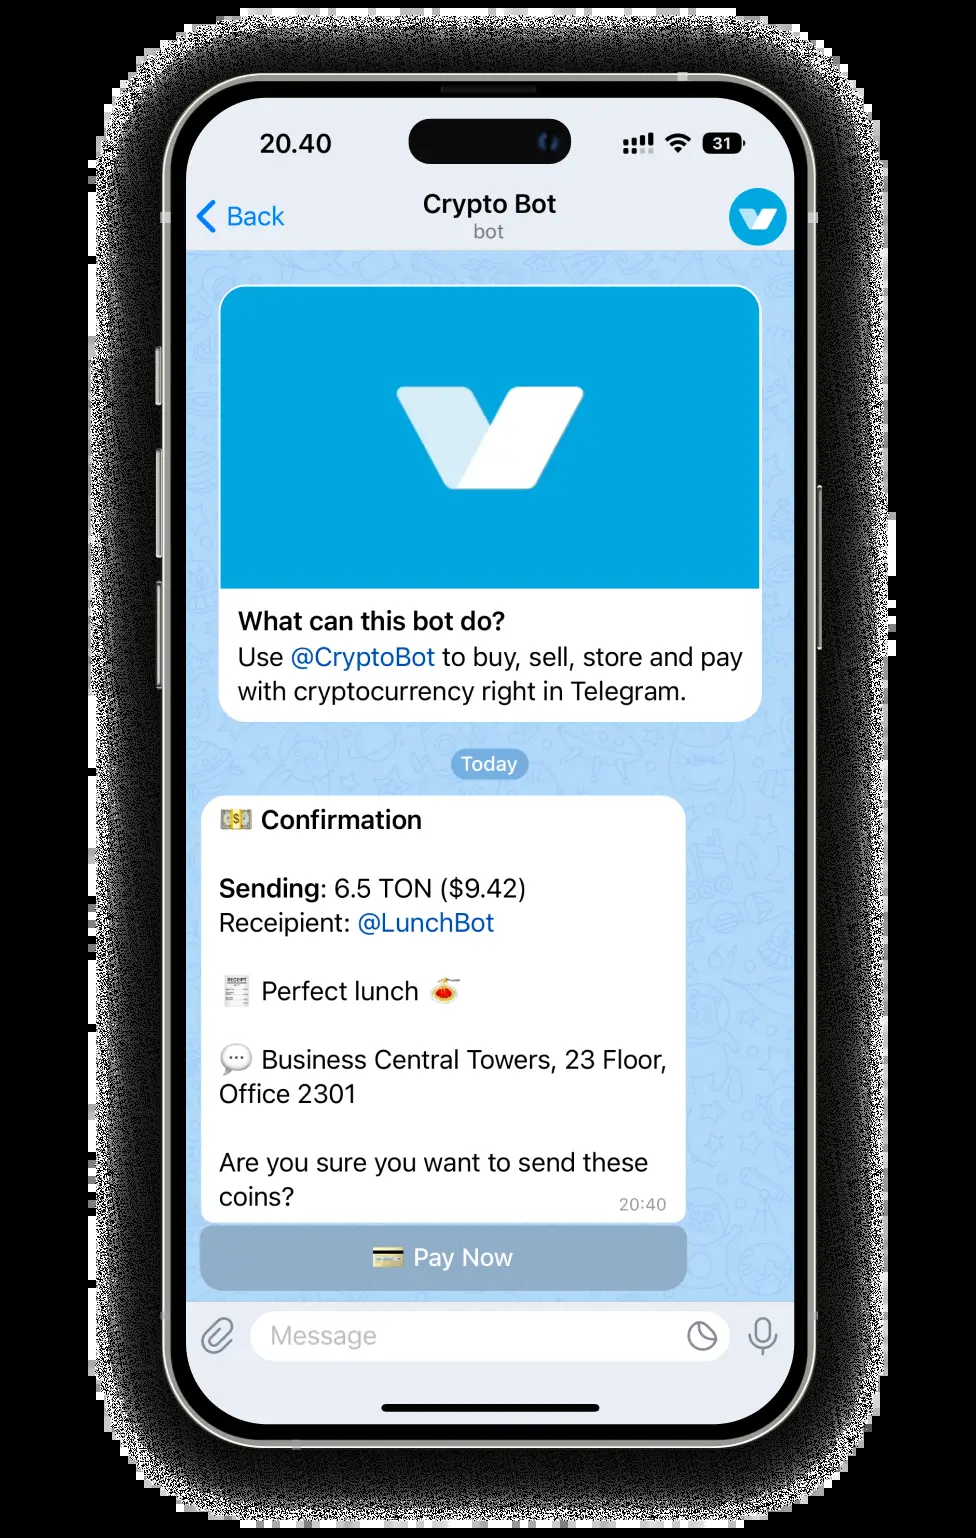 20.40
31
Back
Crypto Bot
bot
What can this bot do?
Use @CryptoBot to buy, sell, store and pay
with cryptocurrency right in Telegram.
Today
Confirmation
Sending: 6.5 TON ($9.42)
Receipient: @LunchBot
RECEIPT
Perfect lunch
Business Central Towers, 23 Floor,
Office 2301
Are you sure you want to send these
coins?
20:40
Pay Now
Message